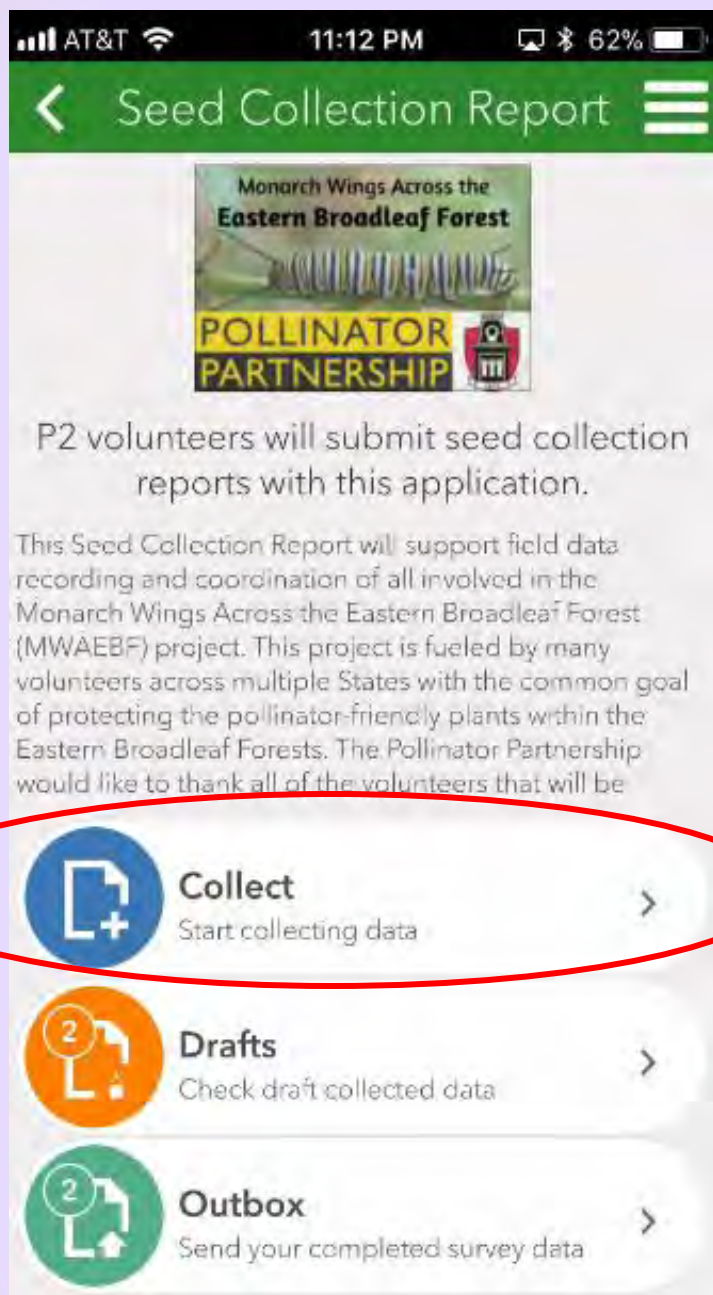 AT&T 11:12 PM 62%
Seed Collection Report
Monarch Wings Across the
Eastern Broadleaf Forest
POLLINATOR
PARTNERSHIP
P2 volunteers will submit seed collection
reports with this application.
This Seed Collection Report will support field data
recording and coordination of all involved in the
Monarch Wings Across the Eastern Broadleaf Forest
(MWAEBF) project. This project is fueled by many
volunteers across multiple States with the common goal
of protecting the pollinator-friendly plants within the
Eastern Broadleaf Forests. The Pollinator Partnership
would like to thank all of the volunteers that will be
Collect
Start collecting data
2
Drafts
Check draft collected data
2
Outbox
Send your completed survey data